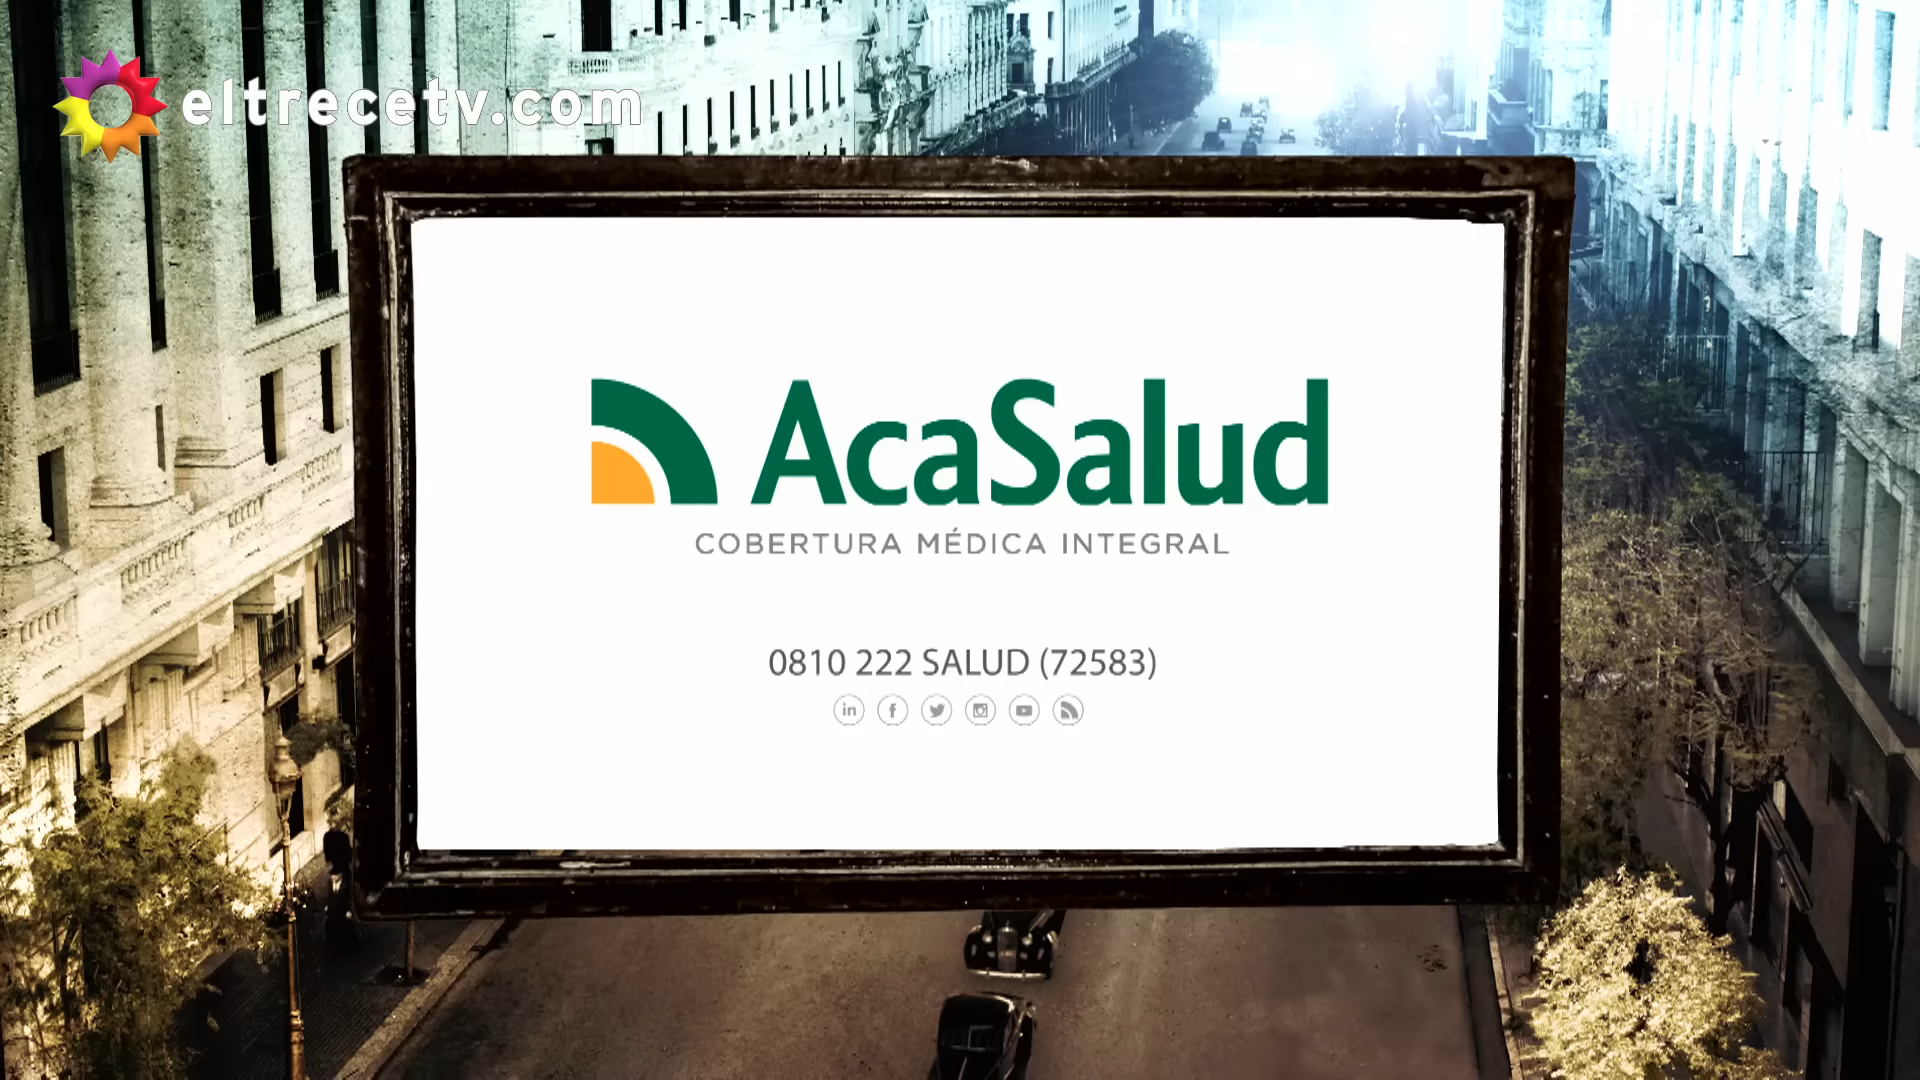 eltrecetv.com
AcaSalud
COBERTURA MÉDICA INTEGRAL
0810 222 SALUD (72583)
in f